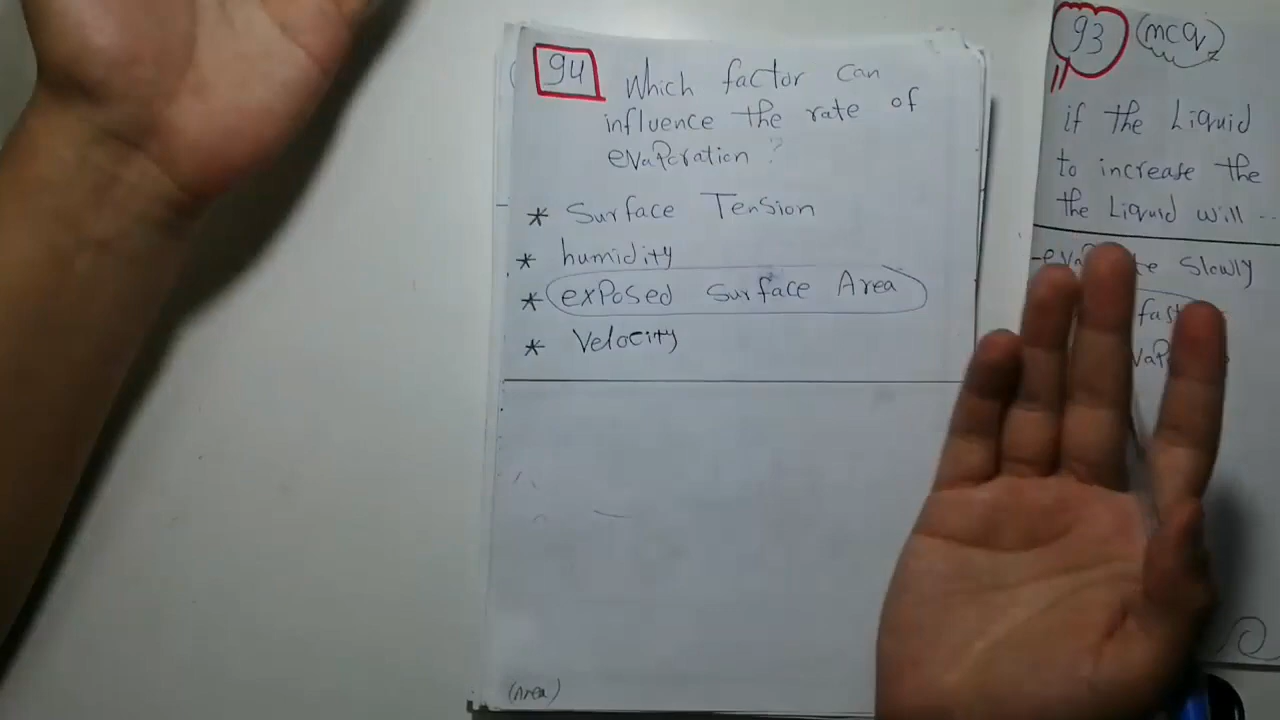 94 Which factor can
influence the rate of
evaporation ?
* Surface Tension
* humidity
* exposed surface Area
* Velocity
(Area)
93 (mcq)
if the Liquid
to increase the
the Liquid will ..
slowly